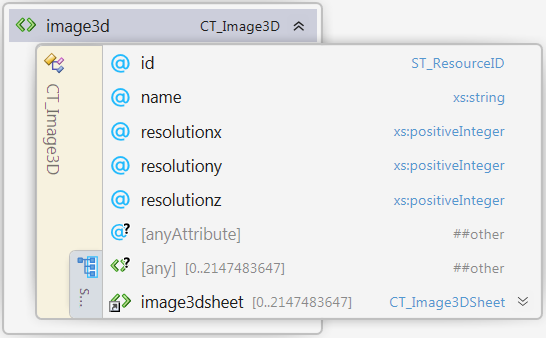 image3d CT_Image3D
CT_Image3D
@ id ST_ResourceID
@ name xs:string
@ resolutionx xs:positiveInteger
@ resolutiony xs:positiveInteger
@ resolutionz xs:positiveInteger
@? [anyAttribute] ##other
<>? [any] [0..2147483647] ##other
S...
image3dsheet [0..2147483647] CT_Image3DSheet